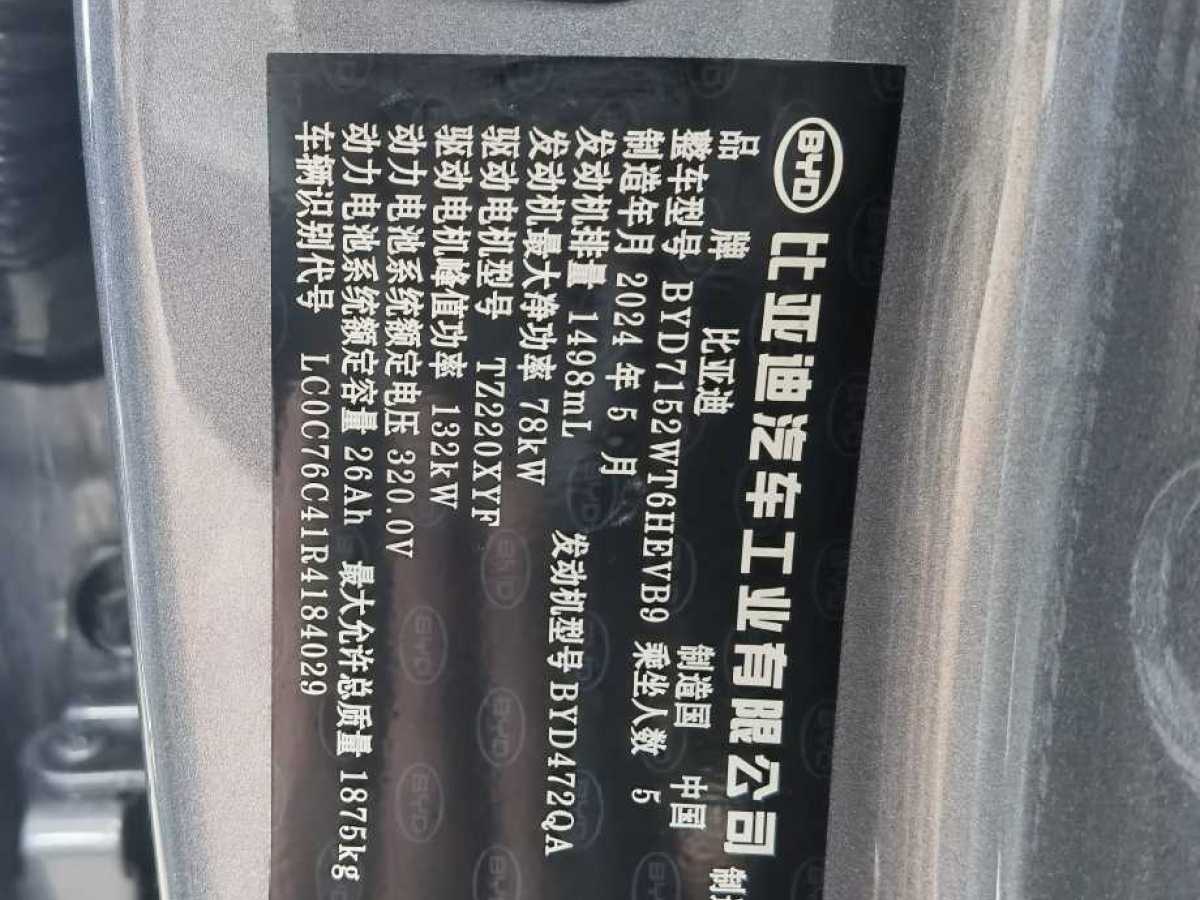 BYD 比亚迪汽车工业有限公司 制
品牌 比亚迪 制造国 中国
整车型号 BYD7152WT6HEVB9 乘坐人数 5
制造年月 2024 年 5 月
发动机排量 1498mL 发动机型号 BYD472QA
发动机最大净功率 78kW
驱动电机型号 TZ220XYF
驱动电机峰值功率 132kW
动力电池系统额定电压 320.0V
动力电池系统额定容量 26Ah 最大允许总质量 1875kg
车辆识别代号 LC0C76C41R4184029